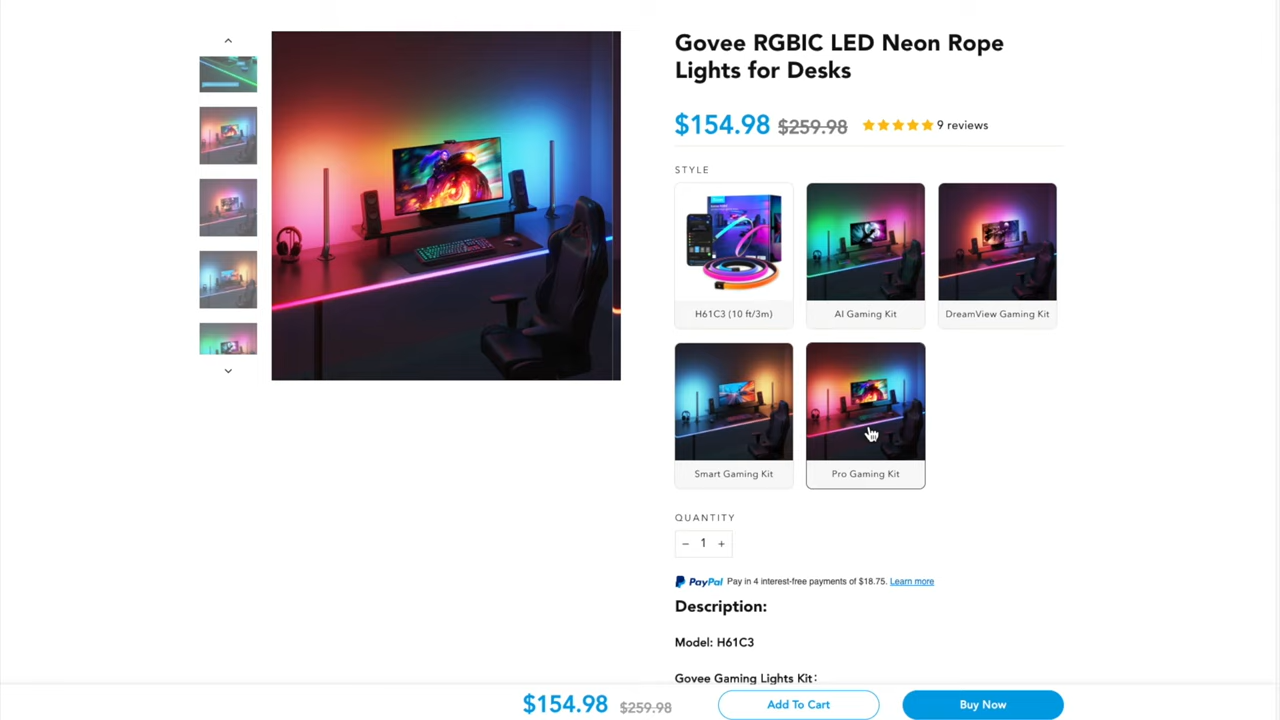 Govee RGBIC LED Neon Rope
Lights for Desks
$154.98 $259.98 9 reviews
STYLE
H61C3 (10 ft/3m)
AI Gaming Kit
DreamView Gaming Kit
Smart Gaming Kit
Pro Gaming Kit
QUANTITY
− 1 +
PayPal Pay in 4 interest-free payments of $18.75. Learn more
Description:
Model: H61C3
Govee Gaming Lights Kit:
$154.98 $259.98 Add To Cart Buy Now